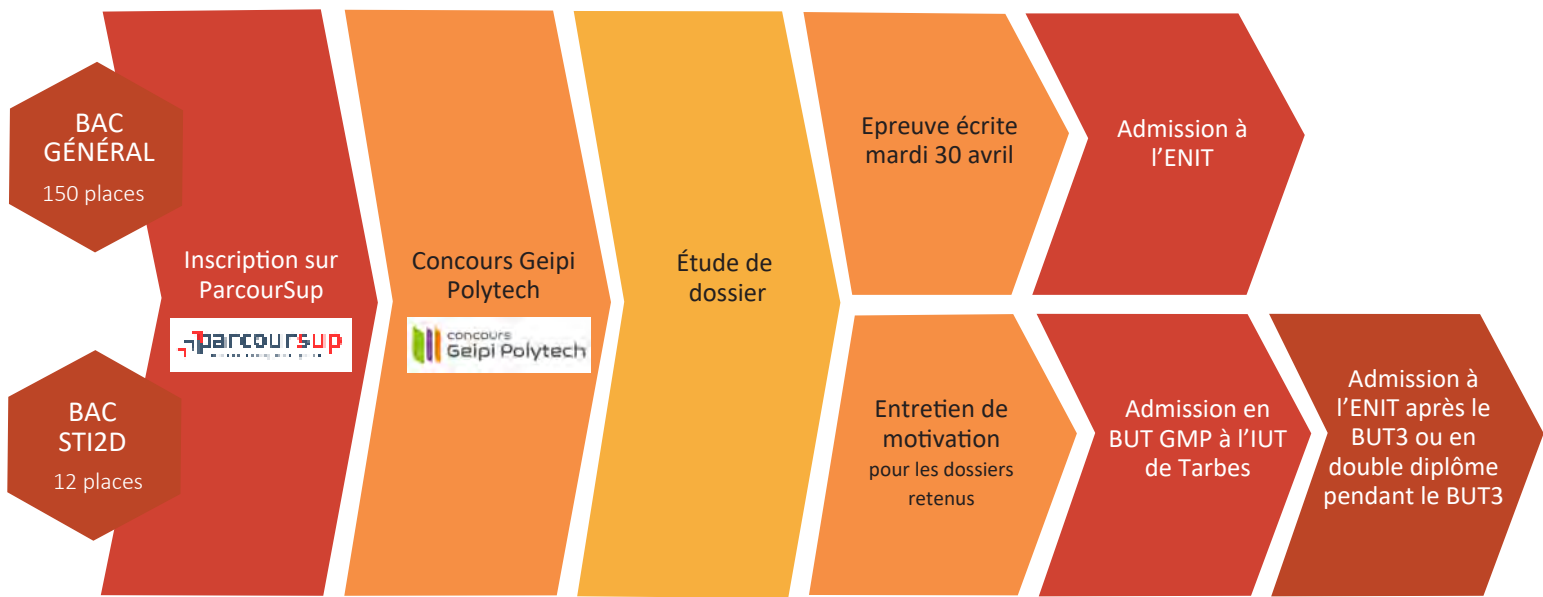 BAC
GÉNÉRAL
150 places
BAC
STI2D
12 places
Inscription sur
ParcourSup
parcoursup
Concours Geipi
Polytech
concours
Geipi Polytech
Étude de
dossier
Epreuve écrite
mardi 30 avril
Admission à
l’ENIT
Entretien de
motivation
pour les dossiers
retenus
Admission en
BUT GMP à l’IUT
de Tarbes
Admission à
l’ENIT après le
BUT3 ou en
double diplôme
pendant le BUT3